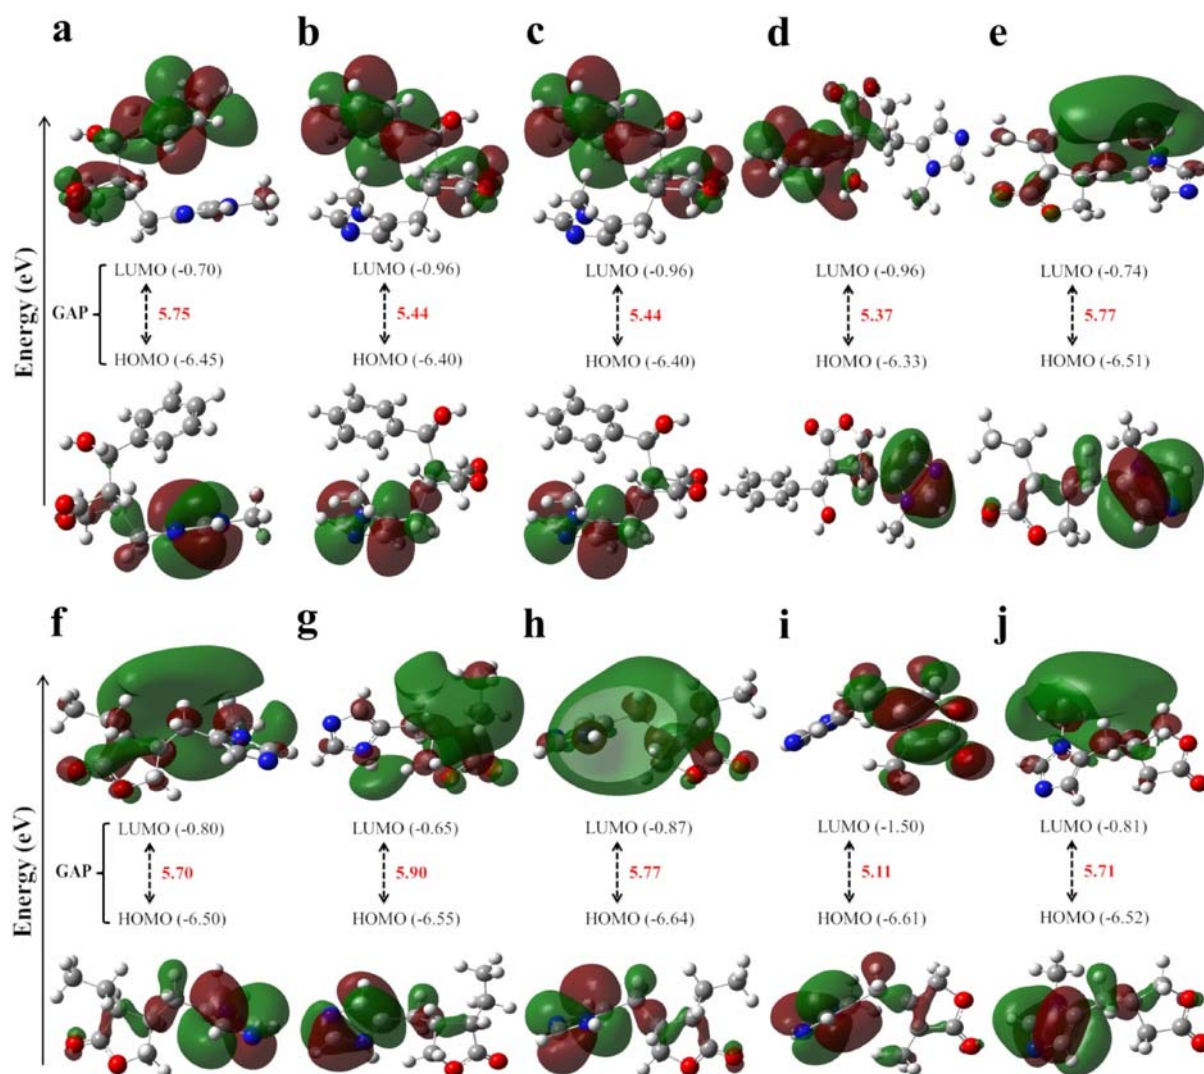 a b c d e
Energy (eV)
LUMO (-0.70) LUMO (-0.96) LUMO (-0.96) LUMO (-0.96) LUMO (-0.74)
GAP 5.75 5.44 5.44 5.37 5.77
HOMO (-6.45) HOMO (-6.40) HOMO (-6.40) HOMO (-6.33) HOMO (-6.51)
f g h i j
Energy (eV)
LUMO (-0.80) LUMO (-0.65) LUMO (-0.87) LUMO (-1.50) LUMO (-0.81)
GAP 5.70 5.90 5.77 5.11 5.71
HOMO (-6.50) HOMO (-6.55) HOMO (-6.64) HOMO (-6.61) HOMO (-6.52)